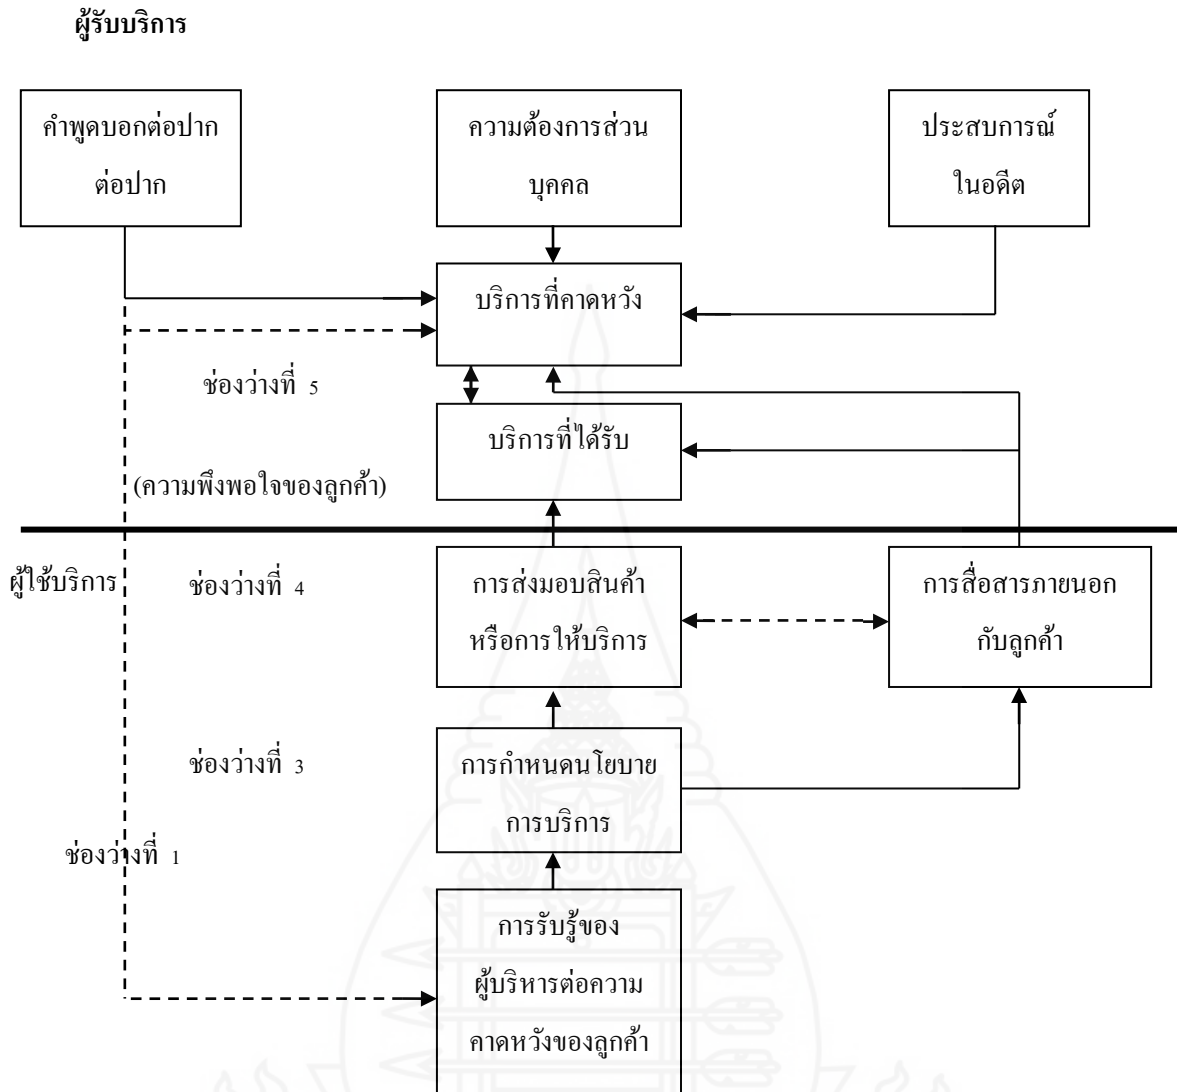 ผู้รับบริการ
คำพูดบอกต่อปาก
ต่อปาก
ความต้องการส่วน
บุคคล
ประสบการณ์
ในอดีต
บริการที่คาดหวัง
ช่องว่างที่ 5
บริการที่ได้รับ
(ความพึงพอใจของลูกค้า)
ผู้ใช้บริการ
ช่องว่างที่ 4
การส่งมอบสินค้า
หรือการให้บริการ
การสื่อสารภายนอก
กับลูกค้า
ช่องว่างที่ 3
การกำหนดนโยบาย
การบริการ
ช่องว่างที่ 1
การรับรู้ของ
ผู้บริหารต่อความ
คาดหวังของลูกค้า